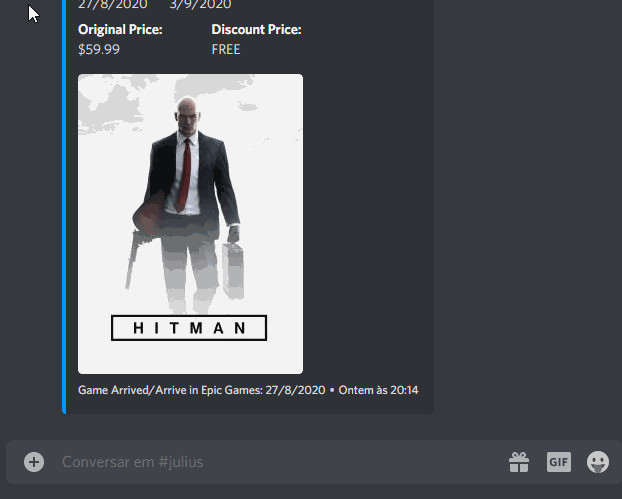 27/8/2020 3/9/2020
Original Price: Discount Price:
$59.99 FREE
HITMAN
Game Arrived/Arrive in Epic Games: 27/8/2020 • Ontem às 20:14
Conversar em #julius
GIF